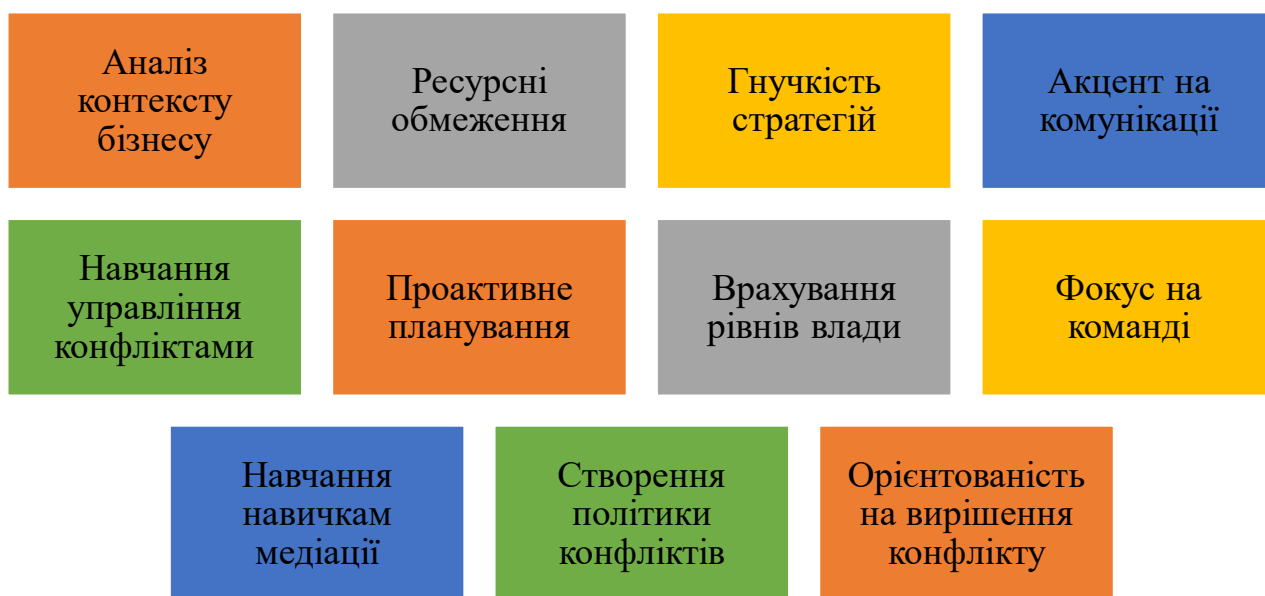 Аналіз
контексту
бізнесу
Ресурсні
обмеження
Гнучкість
стратегій
Акцент на
комунікації
Навчання
управління
конфліктами
Проактивне
планування
Врахування
рівнів влади
Фокус на
команді
Навчання
навичкам
медіації
Створення
політики
конфліктів
Орієнтованість
на вирішення
конфлікту